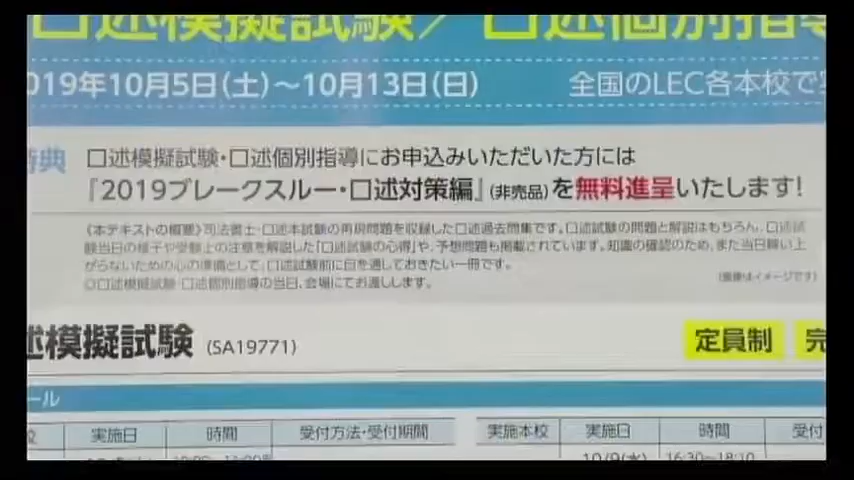 口述模擬試験／ 口述個別指導
2019年10月5日(土)～10月13日(日) 全国のLEC各本校で
特典 口述模擬試験・口述個別指導にお申込みいただいた方には
『2019ブレークスルー・口述対策編』(非売品)を無料進呈いたします!
《本テキストの概要》司法書士・口述本試験の再現問題を収録した口述過去問集です。口述試験の問題と解説はもちろん、口述試
験当日の様子や受験上の注意を解説した「口述試験の心得」や、予想問題も掲載されています。知識の確認のため、また当日舞い上
がらないための心の準備として、口述試験前に目を通しておきたい一冊です。
(画像はイメージです)
◎口述模擬試験・口述個別指導の当日、会場にてお渡しします。
述模擬試験 (SA19771) 定員制 完
ール
校 実施日 時間 受付方法・受付期間 実施本校 実施日 時間 受付
10/9(水) 16:30～18:10